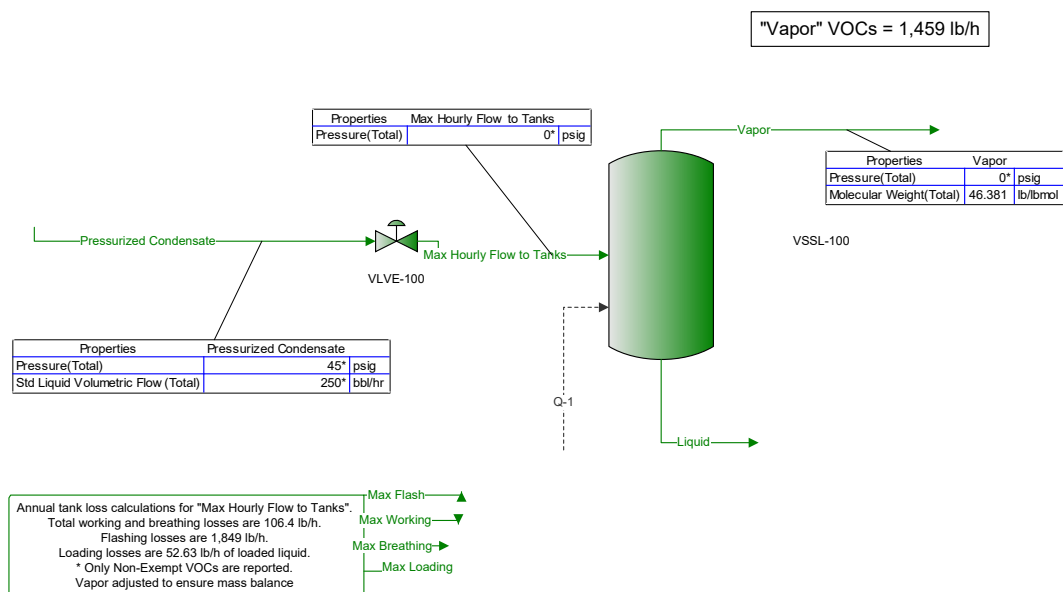 "Vapor" VOCs = 1,459 lb/h
Properties Max Hourly Flow to Tanks
Pressure(Total) 0* psig
Vapor
Properties Vapor
Pressure(Total) 0* psig
Molecular Weight(Total) 46.381 lb/lbmol
Pressurized Condensate
Max Hourly Flow to Tanks
VLVE-100
VSSL-100
Properties Pressurized Condensate
Pressure(Total) 45* psig
Std Liquid Volumetric Flow (Total) 250* bbl/hr
Q-1
Liquid
Annual tank loss calculations for "Max Hourly Flow to Tanks".
Total working and breathing losses are 106.4 lb/h.
Flashing losses are 1,849 lb/h.
Loading losses are 52.63 lb/h of loaded liquid.
* Only Non-Exempt VOCs are reported.
Vapor adjusted to ensure mass balance
Max Flash
Max Working
Max Breathing
Max Loading